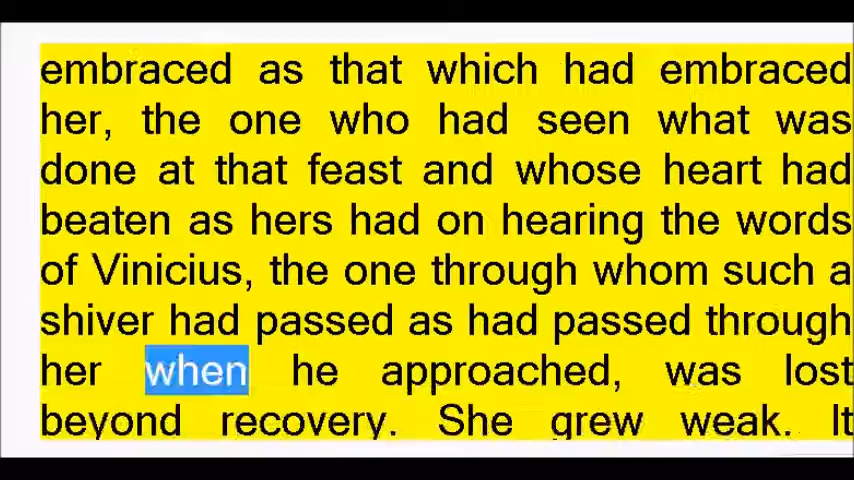 embraced as that which had embraced
her, the one who had seen what was
done at that feast and whose heart had
beaten as hers had on hearing the words
of Vinicius, the one through whom such a
shiver had passed as had passed through
her when he approached, was lost
beyond recovery. She grew weak. It